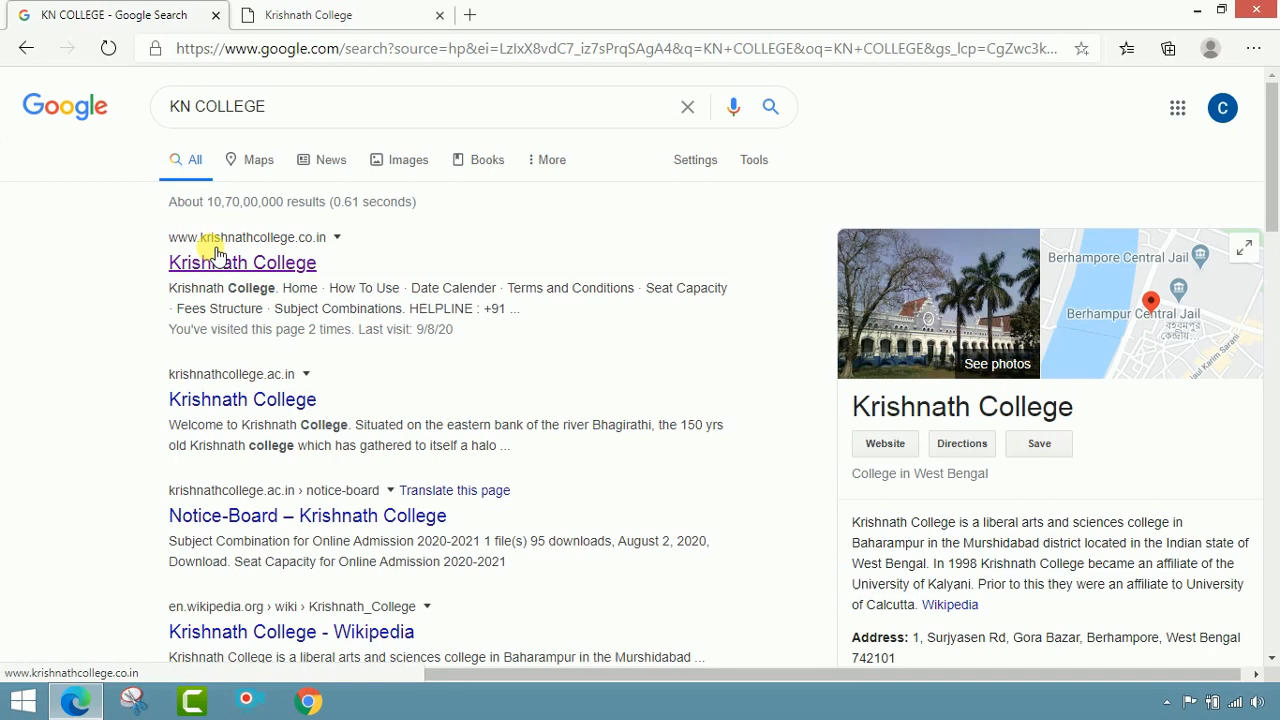 KN COLLEGE - Google Search
Krishnath College
https://www.google.com/search?source=hp&ei=LzIxX8vdC7_iz7sPrqSAgA4&q=KN+COLLEGE&oq=KN+COLLEGE&gs_lcp=CgZwc3k...
Google
KN COLLEGE
C
All
Maps
News
Images
Books
More
Settings
Tools
About 10,70,00,000 results (0.61 seconds)
www.krishnathcollege.co.in
Krishnath College
Krishnath College. Home · How To Use · Date Calender · Terms and Conditions · Seat Capacity
· Fees Structure · Subject Combinations. HELPLINE : +91 ...
You've visited this page 2 times. Last visit: 9/8/20
krishnathcollege.ac.in
Krishnath College
Welcome to Krishnath College. Situated on the eastern bank of the river Bhagirathi, the 150 yrs
old Krishnath college which has gathered to itself a halo ...
krishnathcollege.ac.in › notice-board
Translate this page
Notice-Board – Krishnath College
Subject Combination for Online Admission 2020-2021 1 file(s) 95 downloads, August 2, 2020,
Download. Seat Capacity for Online Admission 2020-2021
en.wikipedia.org › wiki › Krishnath_College
Krishnath College - Wikipedia
Krishnath College is a liberal arts and sciences college in Baharampur in the Murshidabad ...
See photos
Berhampore Central Jail
Berhampur Central Jail
বহরমপুর
কেন্দ্রীয় জেল
Jaul Karim Sarani
Krishnath College
Website
Directions
Save
College in West Bengal
Krishnath College is a liberal arts and sciences college in
Baharampur in the Murshidabad district located in the Indian state of
West Bengal. In 1998 Krishnath College became an affiliate of the
University of Kalyani. Prior to this they were an affiliate to University
of Calcutta. Wikipedia
Address: 1, Surjyasen Rd, Gora Bazar, Berhampore, West Bengal
742101
www.krishnathcollege.co.in